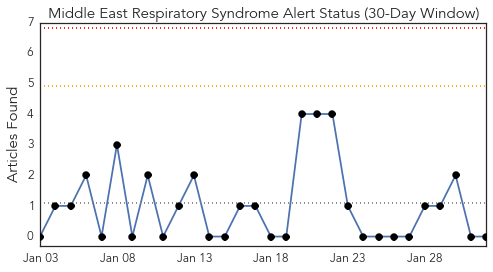 Middle East Respiratory Syndrome Alert Status (30-Day Window)
Articles Found
7
6
5
4
3
2
1
0
Jan 03
Jan 08
Jan 13
Jan 18
Jan 23
Jan 28